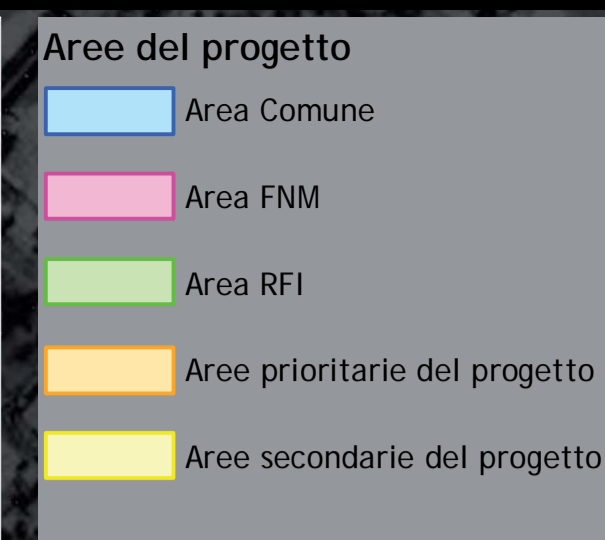 Aree del progetto
Area Comune
Area FNM
Area RFI
Aree prioritarie del progetto
Aree secondarie del progetto